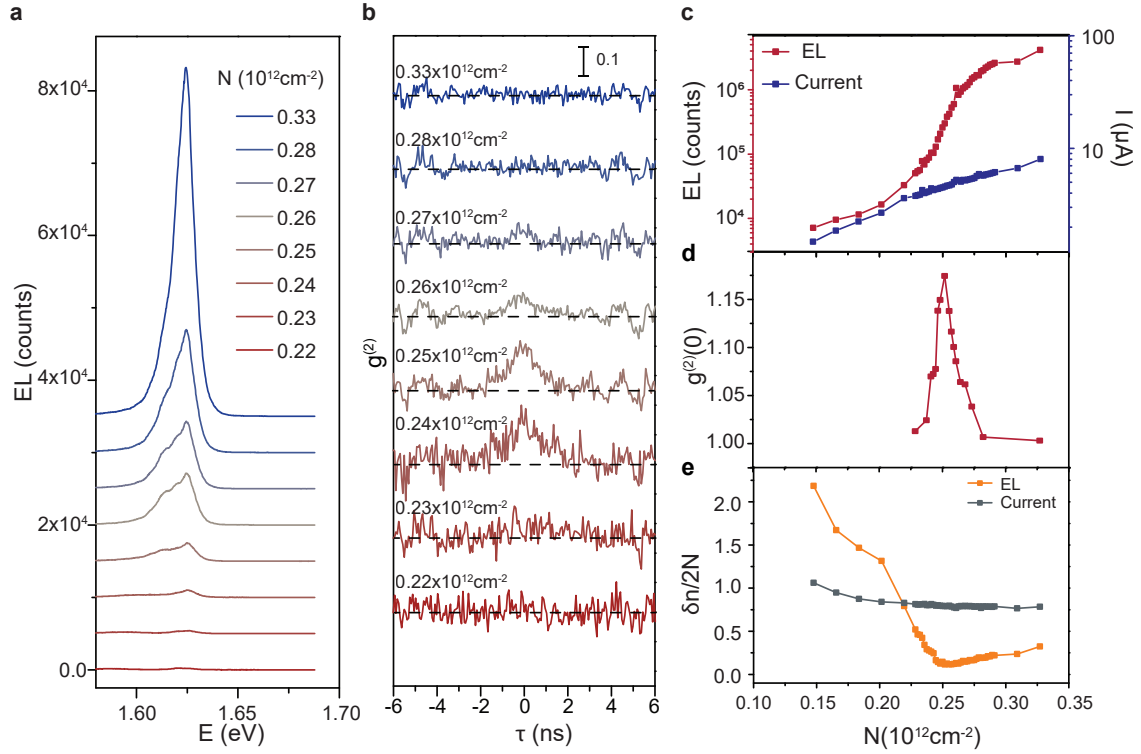 a
EL (counts)
8x10⁴
6x10⁴
4x10⁴
2x10⁴
0.0
N (10¹²cm⁻²)
0.33
0.28
0.27
0.26
0.25
0.24
0.23
0.22
1.60
1.65
1.70
E (eV)
b
g⁽²⁾
0.1
0.33x10¹²cm⁻²
0.28x10¹²cm⁻²
0.27x10¹²cm⁻²
0.26x10¹²cm⁻²
0.25x10¹²cm⁻²
0.24x10¹²cm⁻²
0.23x10¹²cm⁻²
0.22x10¹²cm⁻²
-6 -4 -2 0 2 4 6
τ (ns)
c
EL (counts)
10⁶
10⁵
10⁴
EL
Current
100
10
I (µA)
d
g⁽²⁾(0)
1.15
1.10
1.05
1.00
e
δn/2N
2.0
1.5
1.0
0.5
0.0
EL
Current
0.10 0.15 0.20 0.25 0.30 0.35
N(10¹²cm⁻²)